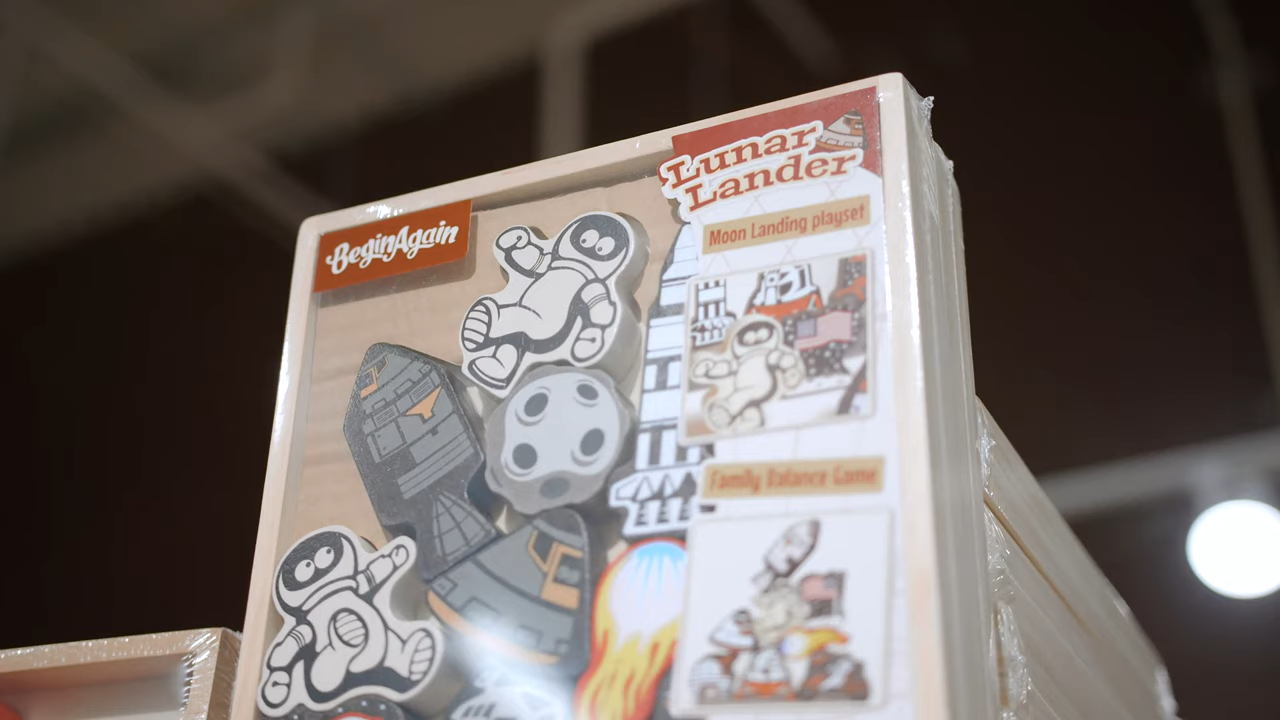 BeginAgain
Lunar
Lander
Moon Landing playset
Family Balance Game